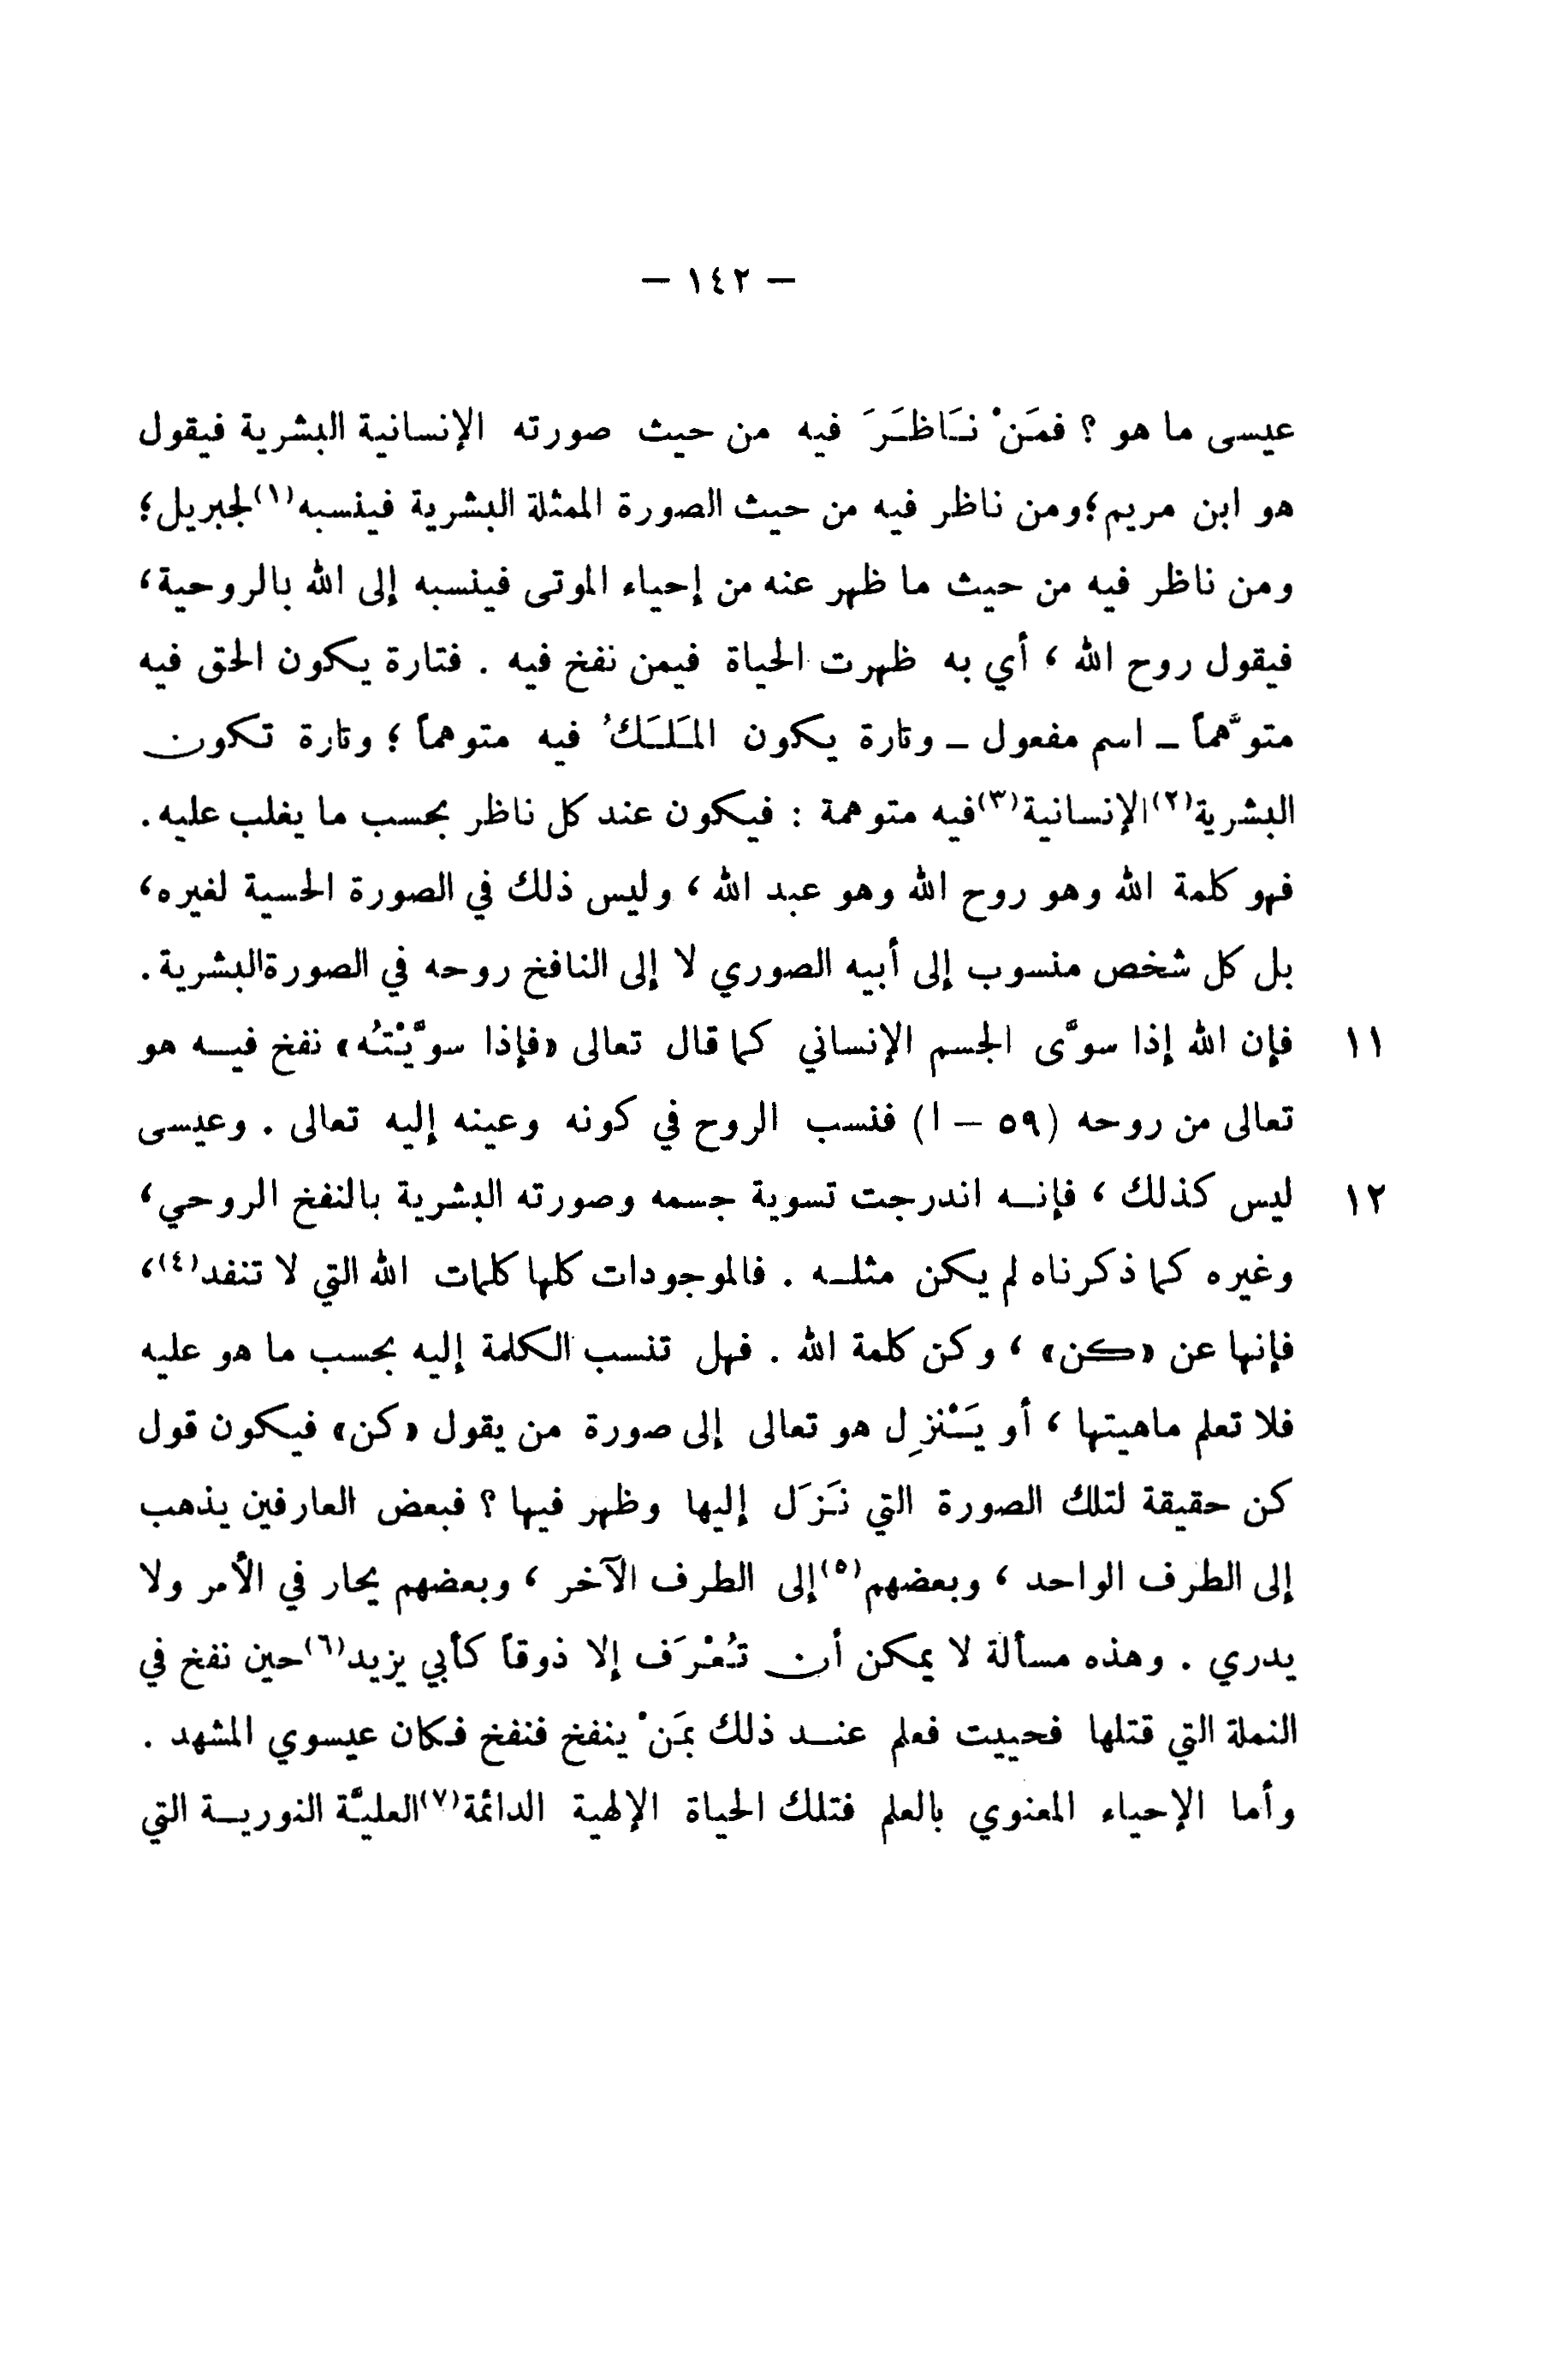 — ١٤٢ —
عيسى ما هو ؟ فمَنْ نَاظَرَ فيه من حيث صورته الإنسانية البشرية فيقول
هو ابن مريم؛ ومن ناظر فيه من حيث الصورة الممثلة البشرية فينسبه(١) لجبريل؛
ومن ناظر فيه من حيث ما ظهر عنه من إحياء الموتى فينسبه إلى الله بالروحية،
فيقول روح الله ، أي به ظهرت الحياة فيمن نفخ فيه . فتارة يكون الحق فيه
متوهَّماً ــ اسم مفعول ــ وتارة يكون المَلَكُ فيه متوهماً ؛ وتارة تكون
البشرية(٢) الإنسانية(٣) فيه متوهمة : فيكون عند كل ناظر بحسب ما يغلب عليه.
فهو كلمة الله وهو روح الله وهو عبد الله ، وليس ذلك في الصورة الحسية لغيره،
بل كل شخص منسوب إلى أبيه الصوري لا إلى النافخ روحه في الصورة البشرية.
١١ فإن الله إذا سوَّى الجسم الإنساني كما قال تعالى «فإذا سوَّيْتُه» نفخ فيه هو
تعالى من روحه (٥٩ – ا) فنسب الروح في كونه وعينه إليه تعالى . وعيسى
١٢ ليس كذلك ، فإنه اندرجت تسوية جسمه وصورته البشرية بالنفخ الروحي،
وغيره كما ذكرناه لم يكن مثله . فالموجودات كلها كلمات الله التي لا تنفد(٤)،
فإنها عن «كن» ، وكن كلمة الله . فهل تنسب الكلمة إليه بحسب ما هو عليه
فلا تعلم ماهيتها ، أو يَنْزِل هو تعالى إلى صورة من يقول «كن» فيكون قول
كن حقيقة لتلك الصورة التي نَزَل إليها وظهر فيها ؟ فبعض العارفين يذهب
إلى الطرف الواحد ، وبعضهم(٥) إلى الطرف الآخر ، وبعضهم يحار في الأمر ولا
يدري . وهذه مسألة لا يمكن أن تُعْرَف إلا ذوقاً كأبي يزيد(٦) حين نفخ في
النملة التي قتلها فحييت فعلم عند ذلك بمَنْ ينفخ فنفخ فكان عيسوي المشهد .
وأما الإحياء المعنوي بالعلم فتلك الحياة الإلهية الدائمة(٧) العليَّة النورية التي